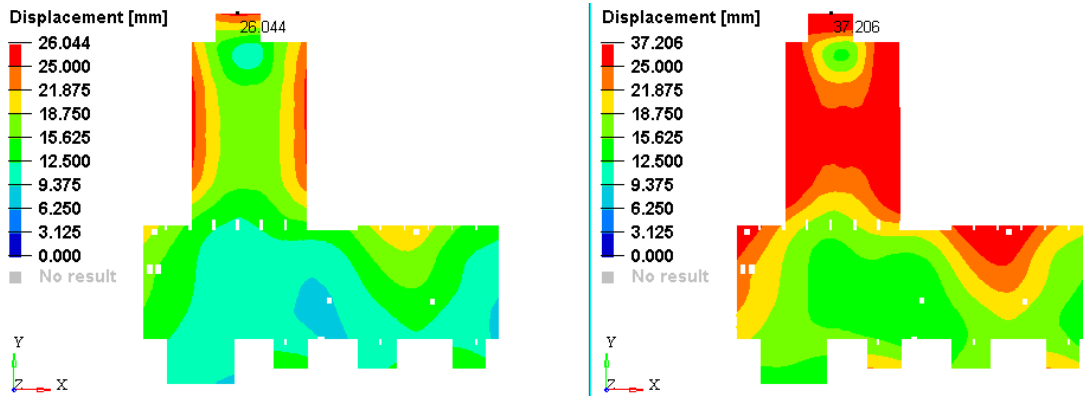 Displacement [mm]
26.044
26.044
25.000
21.875
18.750
15.625
12.500
9.375
6.250
3.125
0.000
No result
Y
Z X
Displacement [mm]
37.206
37.206
25.000
21.875
18.750
15.625
12.500
9.375
6.250
3.125
0.000
No result
Y
Z X